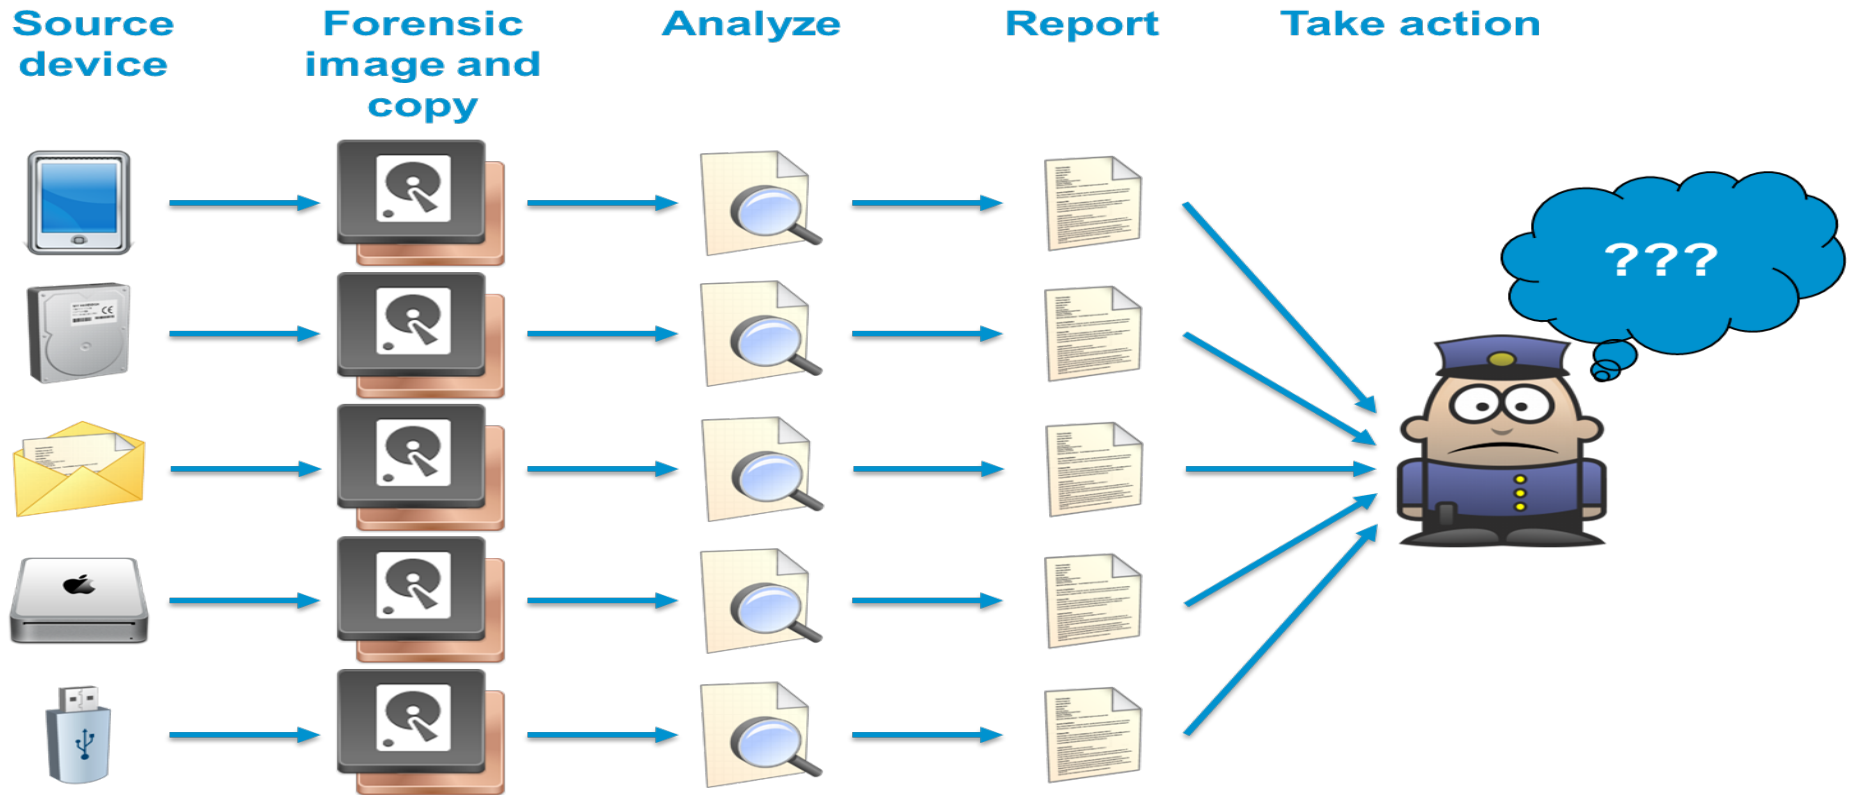 Source
device
Forensic
image and
copy
Analyze
Report
Take action
???